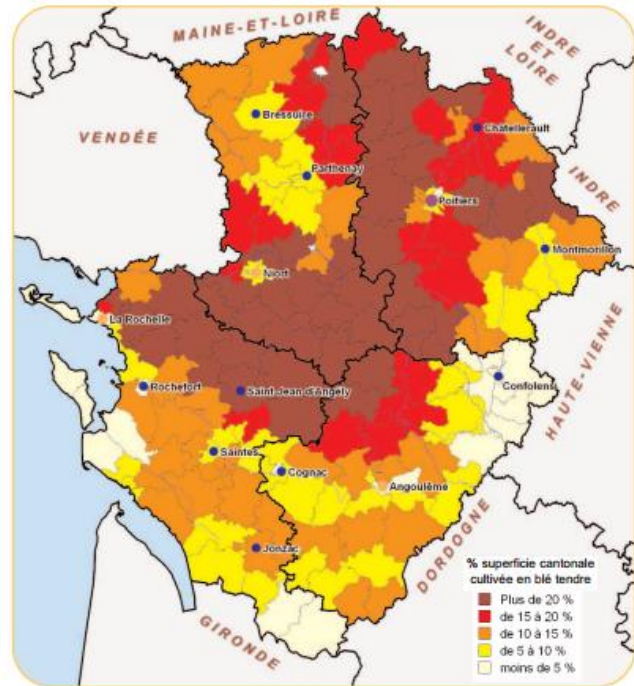 MAINE-ET-LOIRE
INDRE
ET
LOIRE
VENDÉE
Bressuire
Chatellerault
Parthenay
INDRE
Poitiers
Montmorillon
Niort
La Rochelle
HAUTE-VIENNE
Rochefort
Saint Jean d'Angely
Confolens
Saintes
Cognac
Angoulême
DORDOGNE
Jonzac
GIRONDE
% superficie cantonale
cultivée en blé tendre
Plus de 20 %
de 15 à 20 %
de 10 à 15 %
de 5 à 10 %
moins de 5 %